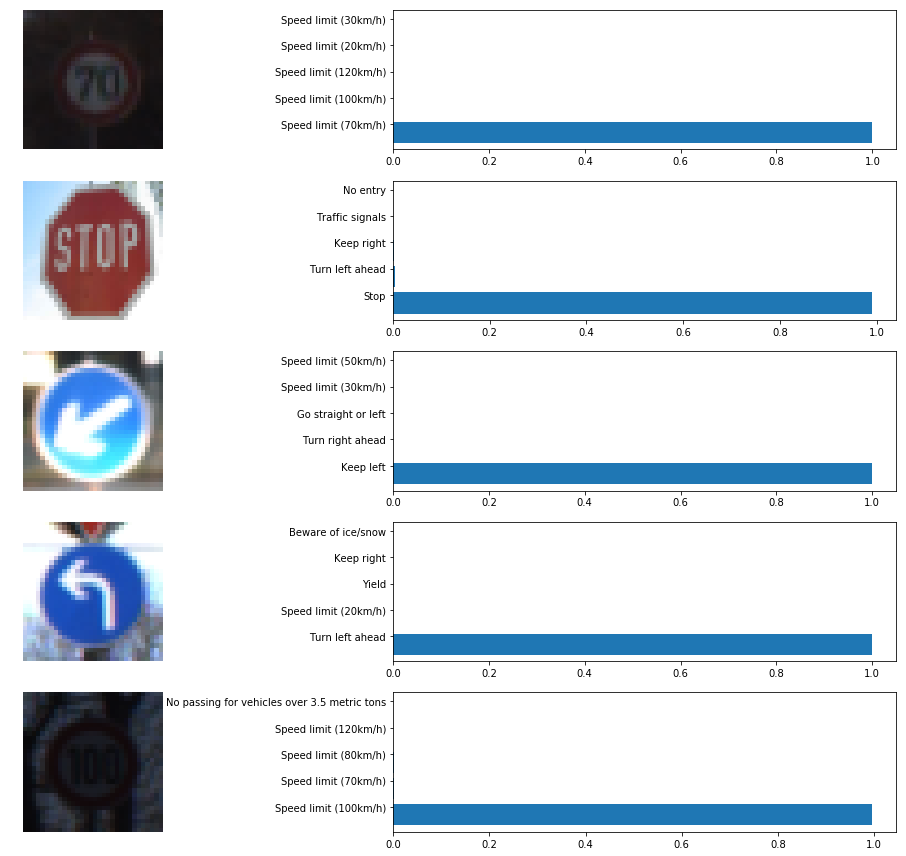 70
Speed limit (30km/h)
Speed limit (20km/h)
Speed limit (120km/h)
Speed limit (100km/h)
Speed limit (70km/h)
0.0 0.2 0.4 0.6 0.8 1.0
STOP
No entry
Traffic signals
Keep right
Turn left ahead
Stop
0.0 0.2 0.4 0.6 0.8 1.0
Speed limit (50km/h)
Speed limit (30km/h)
Go straight or left
Turn right ahead
Keep left
0.0 0.2 0.4 0.6 0.8 1.0
Beware of ice/snow
Keep right
Yield
Speed limit (20km/h)
Turn left ahead
0.0 0.2 0.4 0.6 0.8 1.0
100
No passing for vehicles over 3.5 metric tons
Speed limit (120km/h)
Speed limit (80km/h)
Speed limit (70km/h)
Speed limit (100km/h)
0.0 0.2 0.4 0.6 0.8 1.0